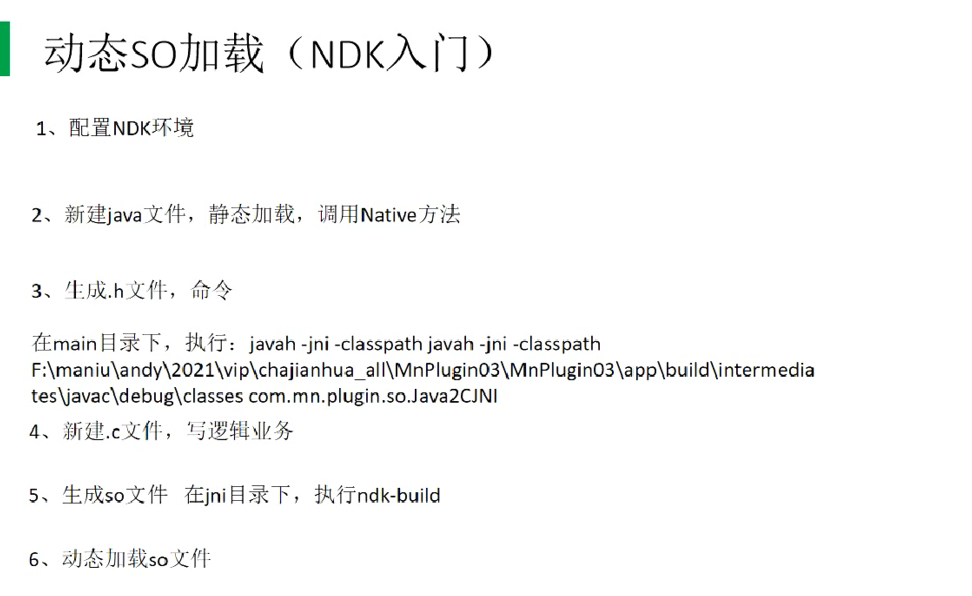 动态SO加载（NDK入门）
1、配置NDK环境
2、新建java文件，静态加载，调用Native方法
3、生成.h文件，命令
在main目录下，执行：javah -jni -classpath javah -jni -classpath
F:\maniu\andy\2021\vip\chajianhua_all\MnPlugin03\MnPlugin03\app\build\intermedia
tes\javac\debug\classes com.mn.plugin.so.Java2CJNI
4、新建.c文件，写逻辑业务
5、生成so文件 在jni目录下，执行ndk-build
6、动态加载so文件